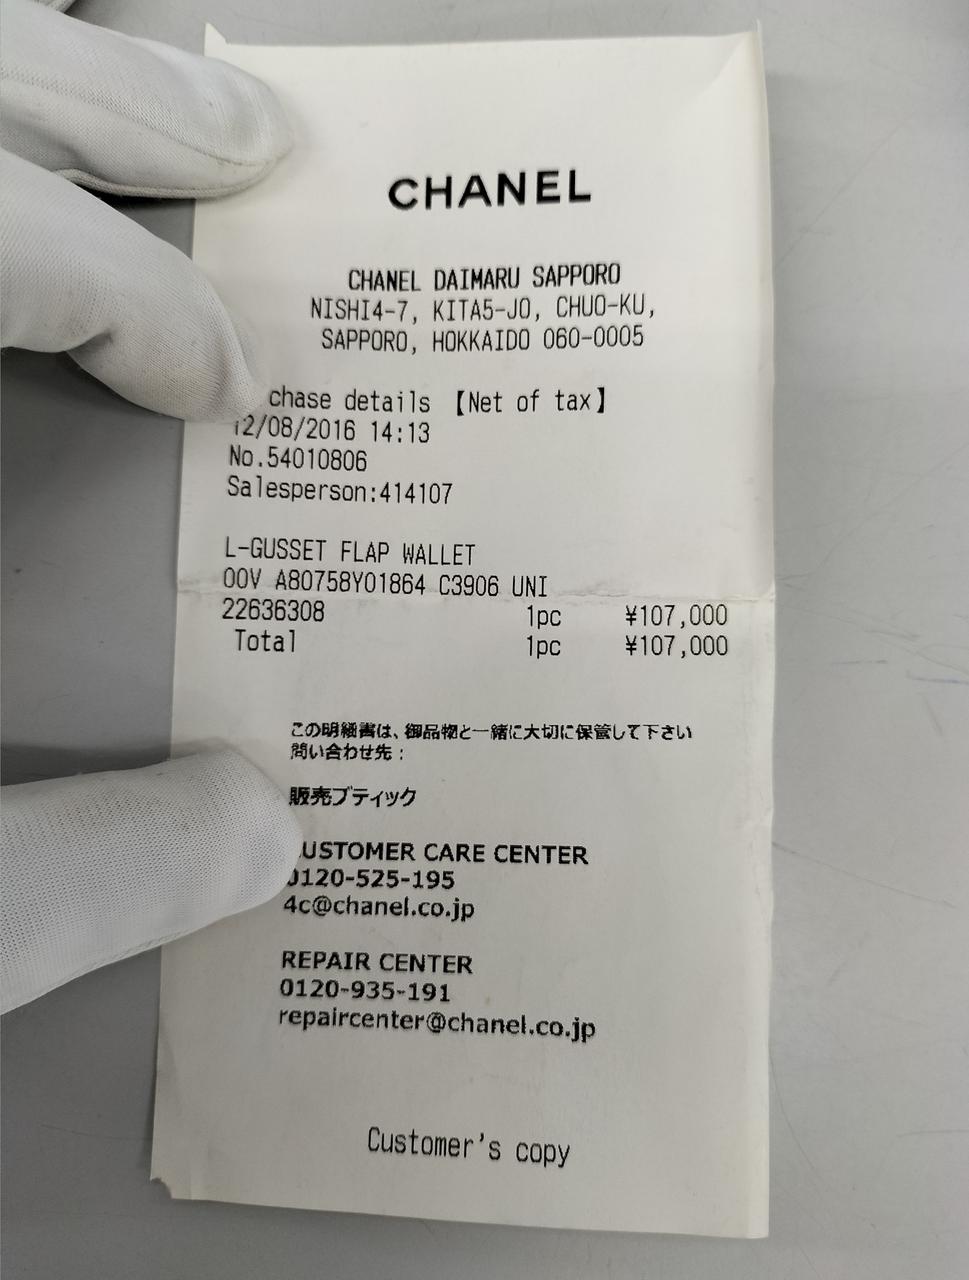 CHANEL
CHANEL DAIMARU SAPPORO
NISHI4-7, KITA5-JO, CHUO-KU,
SAPPORO, HOKKAIDO 060-0005
chase details 【Net of tax】
12/08/2016 14:13
No.54010806
Salesperson:414107
L-GUSSET FLAP WALLET
00V A80758Y01864 C3906 UNI
22636308 1pc ¥107,000
Total 1pc ¥107,000
この明細書は、御品物と一緒に大切に保管して下さい
問い合わせ先：
販売ブティック
CUSTOMER CARE CENTER
0120-525-195
4c@chanel.co.jp
REPAIR CENTER
0120-935-191
repaircenter@chanel.co.jp
Customer's copy